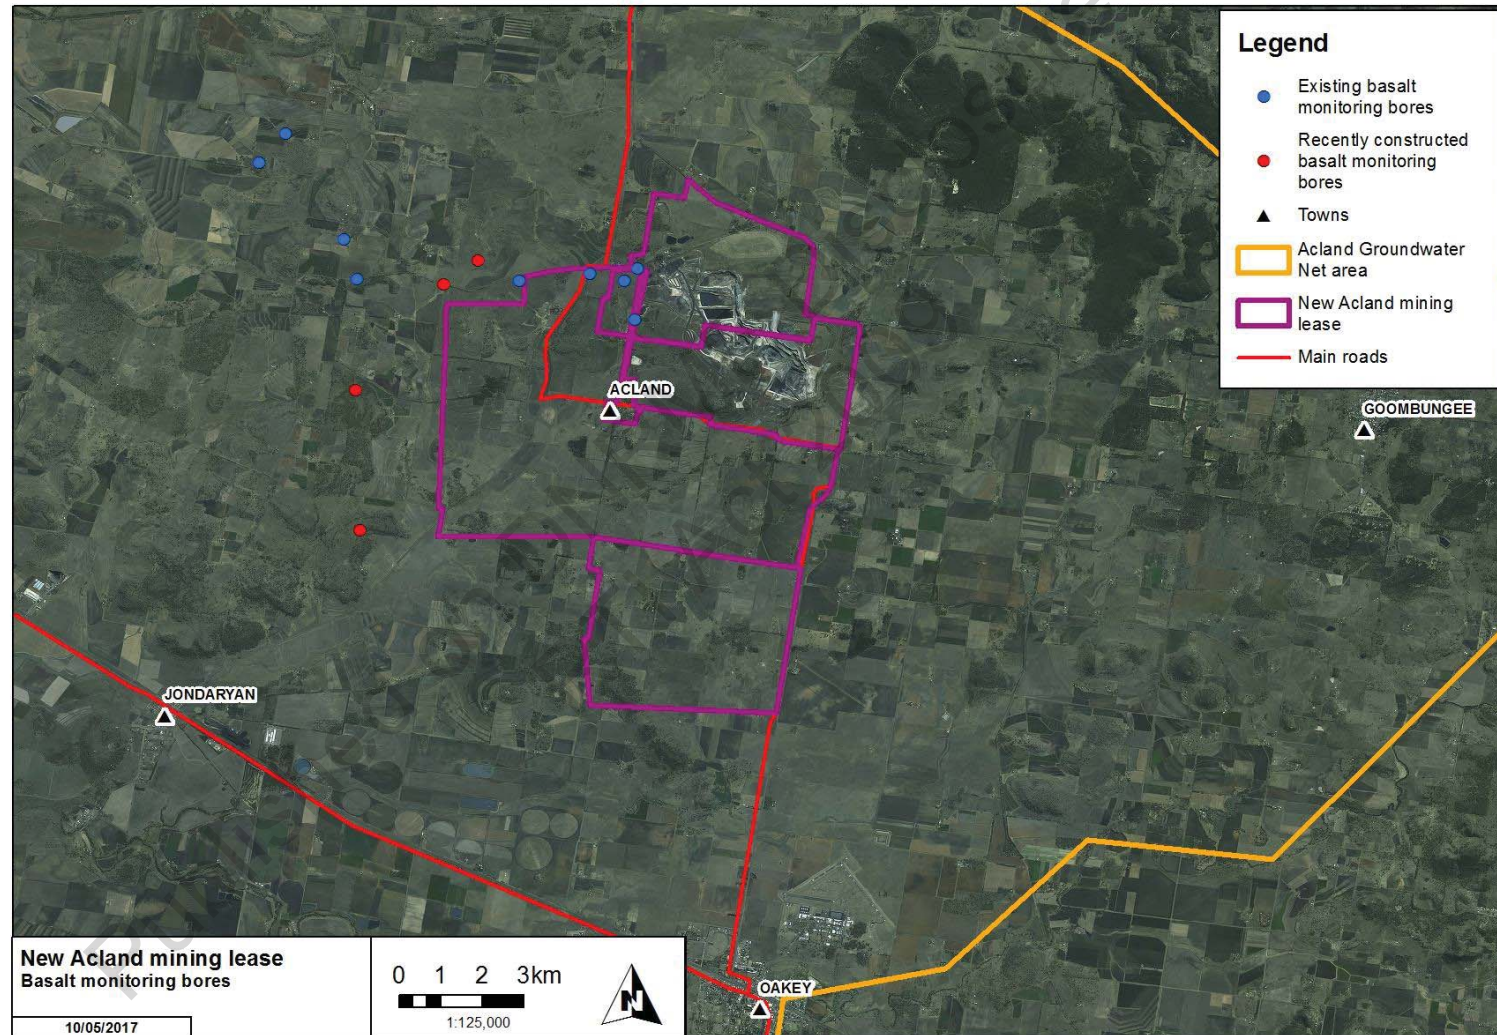 Legend
Existing basalt
monitoring bores
Recently constructed
basalt monitoring
bores
Towns
Acland Groundwater
Net area
New Acland mining
lease
Main roads
ACLAND
GOOMBUNGEE
JONDARYAN
OAKEY
New Acland mining lease
Basalt monitoring bores
10/05/2017
0 1 2 3km
1:125,000
N